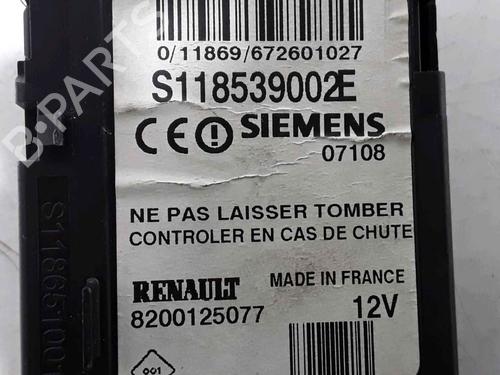 0/11869/672601027
S118539002E
CE SIEMENS
07108
NE PAS LAISSER TOMBER
CONTROLER EN CAS DE CHUTE
RENAULT MADE IN FRANCE
8200125077 12V
001
B-PARTS